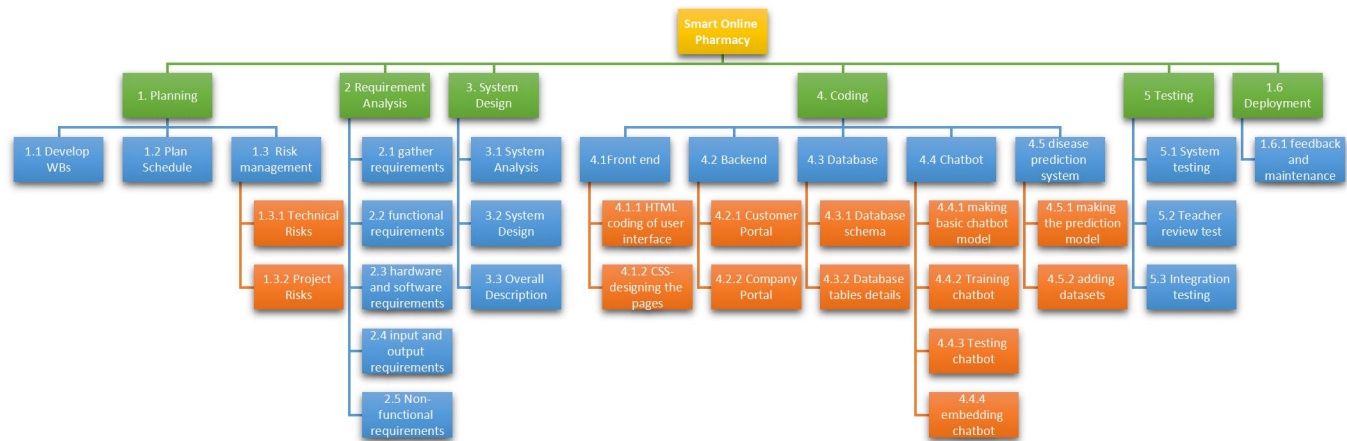 Smart Online
Pharmacy
1. Planning
2 Requirement
Analysis
3. System
Design
4. Coding
5 Testing
1.6
Deployment
1.1 Develop
WBs
1.2 Plan
Schedule
1.3 Risk
management
1.3.1 Technical
Risks
1.3.2 Project
Risks
2.1 gather
requirements
2.2 functional
requirements
2.3 hardware
and software
requirements
2.4 input and
output
requirements
2.5 Non-
functional
requirements
3.1 System
Analysis
3.2 System
Design
3.3 Overall
Description
4.1Front end
4.1.1 HTML
coding of user
interface
4.1.2 CSS-
designing the
pages
4.2 Backend
4.2.1 Customer
Portal
4.2.2 Company
Portal
4.3 Database
4.3.1 Database
schema
4.3.2 Database
tables details
4.4 Chatbot
4.4.1 making
basic chatbot
model
4.4.2 Training
chatbot
4.4.3 Testing
chatbot
4.4.4
embedding
chatbot
4.5 disease
prediction
system
4.5.1 making
the prediction
model
4.5.2 adding
datasets
5.1 System
testing
5.2 Teacher
review test
5.3 Integration
testing
1.6.1 feedback
and
maintenance